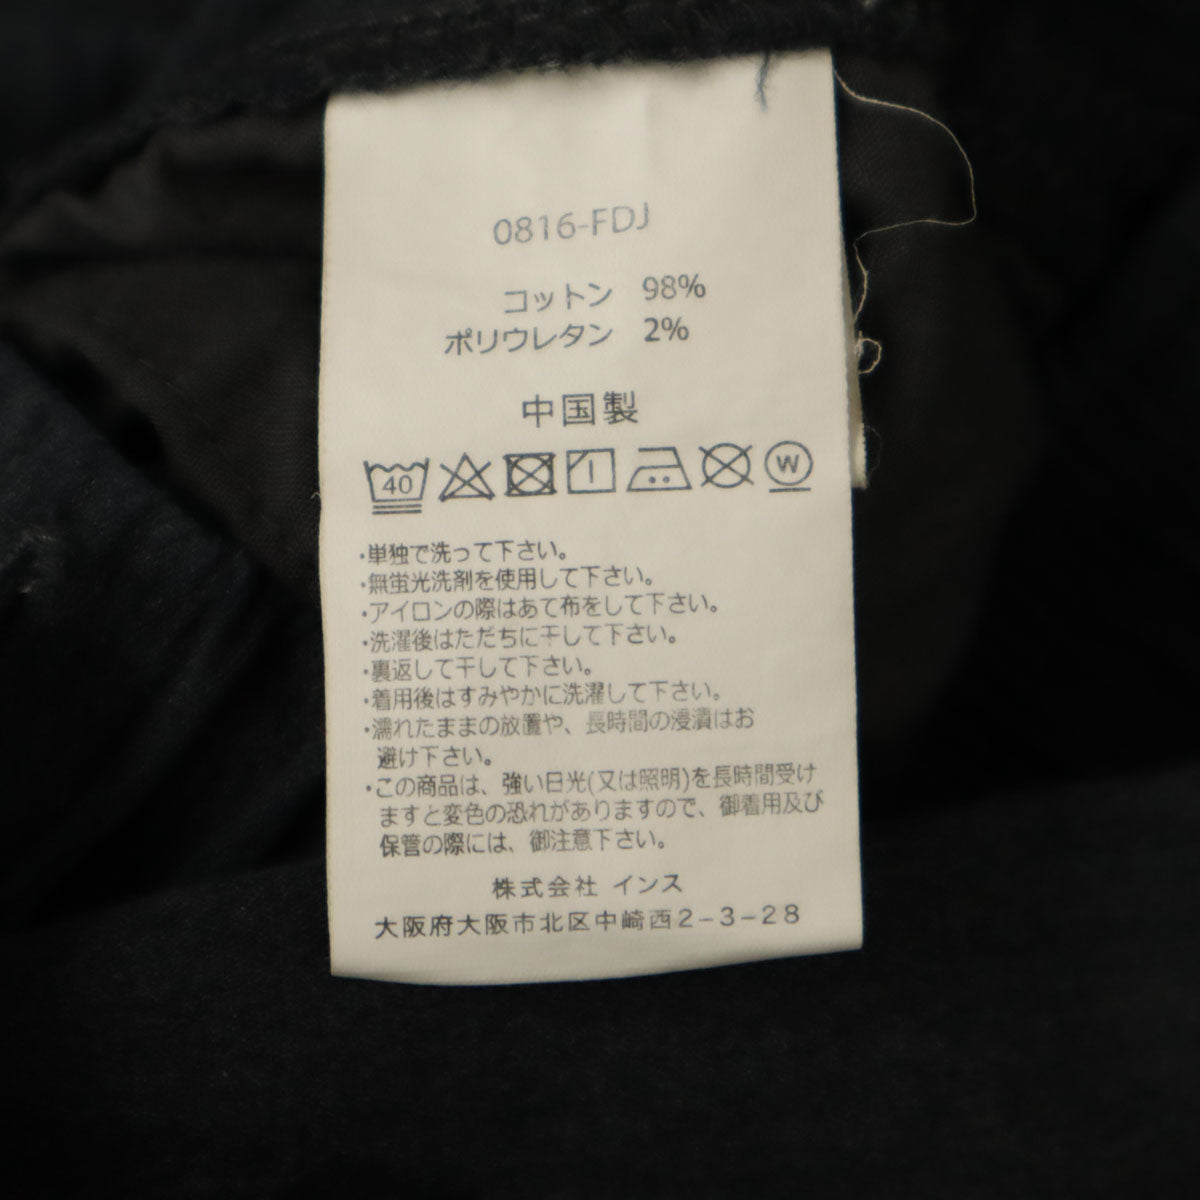 0816-FDJ
コットン 98%
ポリウレタン 2%
中国製
40 W
・単独で洗って下さい。
・無蛍光洗剤を使用して下さい。
・アイロンの際はあて布をして下さい。
・洗濯後はただちに干して下さい。
・裏返して干して下さい。
・着用後はすみやかに洗濯して下さい。
・濡れたままの放置や、長時間の浸漬はお
避け下さい。
・この商品は、強い日光(又は照明)を長時間受け
ますと変色の恐れがありますので、御着用及び
保管の際には、御注意下さい。
株式会社 インス
大阪府大阪市北区中崎西2-3-28